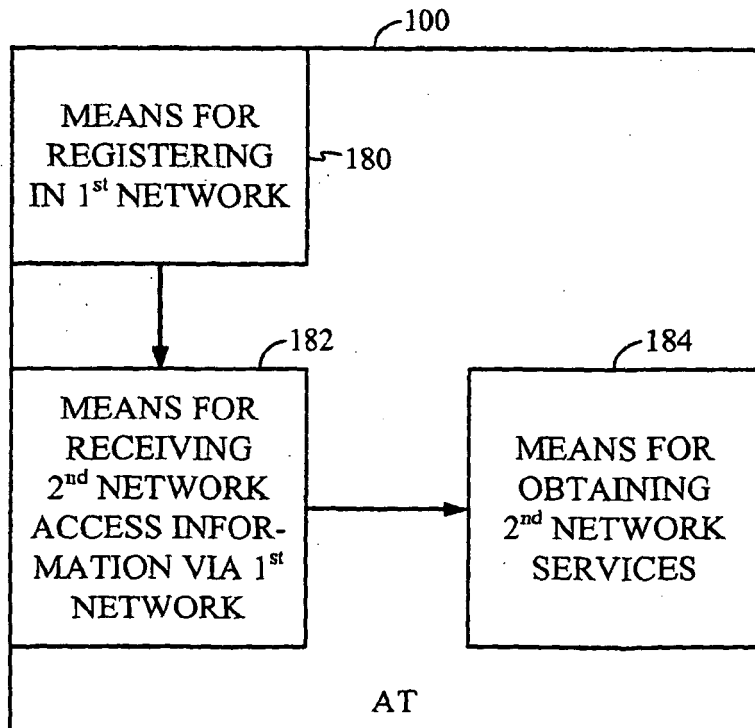 100
MEANS FOR
REGISTERING
IN 1st NETWORK
180
182
MEANS FOR
RECEIVING
2nd NETWORK
ACCESS INFOR-
MATION VIA 1st
NETWORK
184
MEANS FOR
OBTAINING
2nd NETWORK
SERVICES
AT